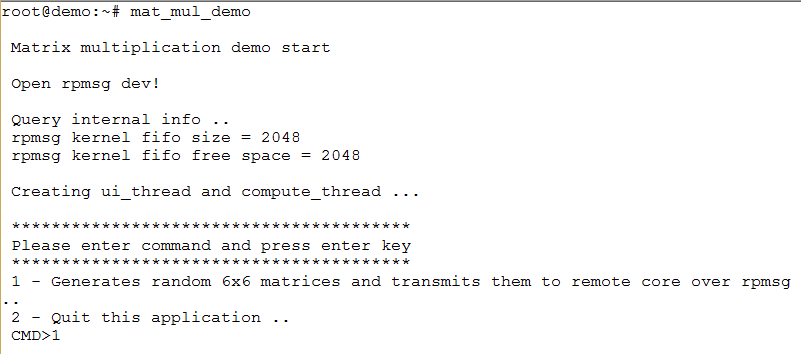 root@demo:~# mat_mul_demo
Matrix multiplication demo start
Open rpmsg dev!
Query internal info ..
rpmsg kernel fifo size = 2048
rpmsg kernel fifo free space = 2048
Creating ui_thread and compute_thread ...
****************************************
Please enter command and press enter key
****************************************
1 - Generates random 6x6 matrices and transmits them to remote core over rpmsg
..
2 - Quit this application ..
CMD>1